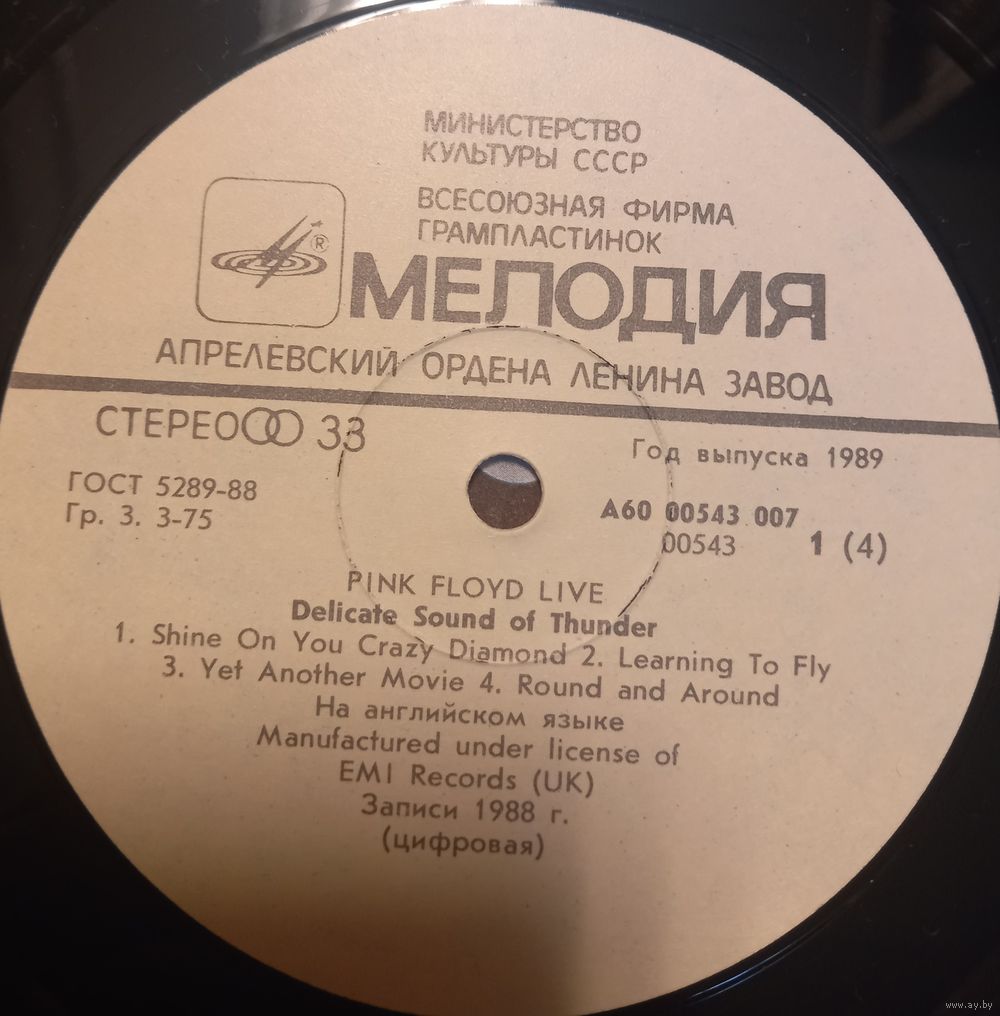 МИНИСТЕРСТВО
КУЛЬТУРЫ СССР
ВСЕСОЮЗНАЯ ФИРМА
ГРАМПЛАСТИНОК
®
МЕЛОДИЯ
АПРЕЛЕВСКИЙ ОРДЕНА ЛЕНИНА ЗАВОД
СТЕРЕО 33
Год выпуска 1989
ГОСТ 5289-88
Гр. 3. 3-75
А60 00543 007
00543 1 (4)
PINK FLOYD LIVE
Delicate Sound of Thunder
1. Shine On You Crazy Diamond 2. Learning To Fly
3. Yet Another Movie 4. Round and Around
На английском языке
Manufactured under license of
EMI Records (UK)
Записи 1988 г.
(цифровая)
www.ay.by